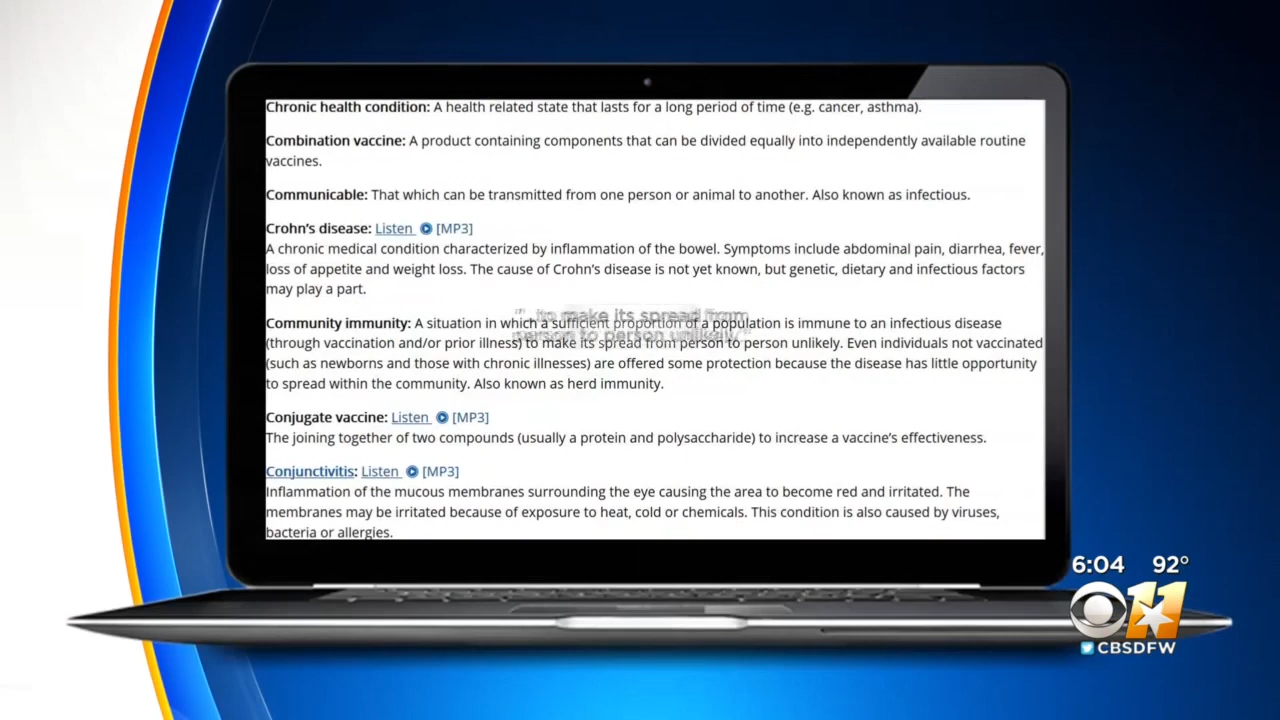 Chronic health condition: A health related state that lasts for a long period of time (e.g. cancer, asthma).
Combination vaccine: A product containing components that can be divided equally into independently available routine
vaccines.
Communicable: That which can be transmitted from one person or animal to another. Also known as infectious.
Crohn’s disease: Listen [MP3]
A chronic medical condition characterized by inflammation of the bowel. Symptoms include abdominal pain, diarrhea, fever,
loss of appetite and weight loss. The cause of Crohn’s disease is not yet known, but genetic, dietary and infectious factors
may play a part.
"...to make its spread from
person to person unlikely."
Community immunity: A situation in which a sufficient proportion of a population is immune to an infectious disease
(through vaccination and/or prior illness) to make its spread from person to person unlikely. Even individuals not vaccinated
(such as newborns and those with chronic illnesses) are offered some protection because the disease has little opportunity
to spread within the community. Also known as herd immunity.
Conjugate vaccine: Listen [MP3]
The joining together of two compounds (usually a protein and polysaccharide) to increase a vaccine’s effectiveness.
Conjunctivitis: Listen [MP3]
Inflammation of the mucous membranes surrounding the eye causing the area to become red and irritated. The
membranes may be irritated because of exposure to heat, cold or chemicals. This condition is also caused by viruses,
bacteria or allergies.
6:04 92°
11
CBSDFW